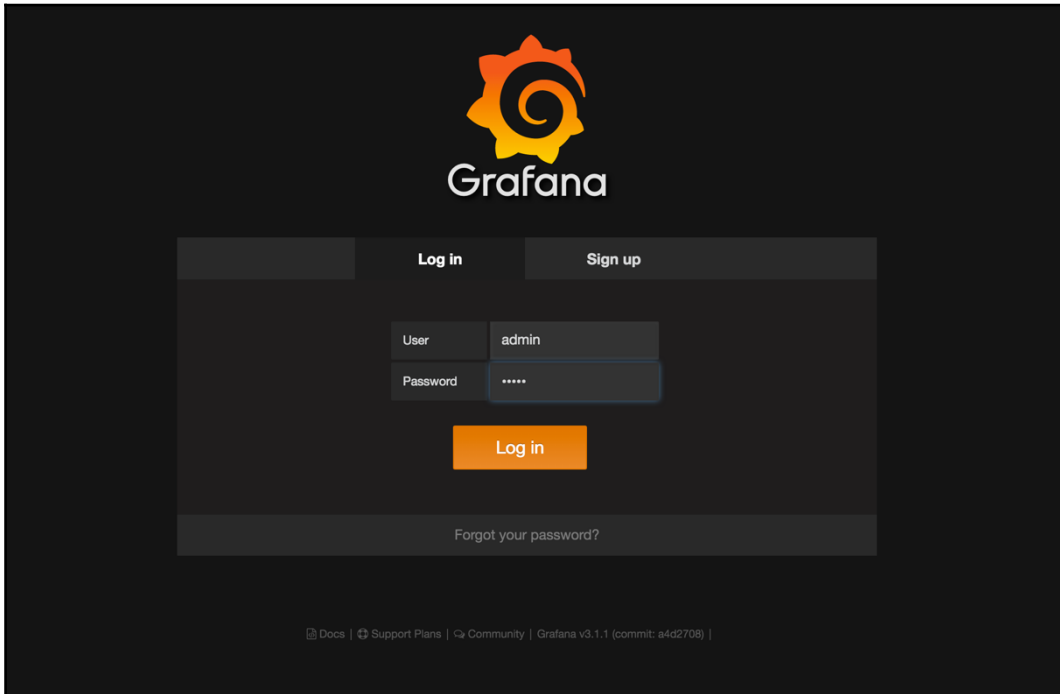 Grafana
Log in Sign up
User admin
Password •••••
Log in
Forgot your password?
Docs | Support Plans | Community | Grafana v3.1.1 (commit: a4d2708) |